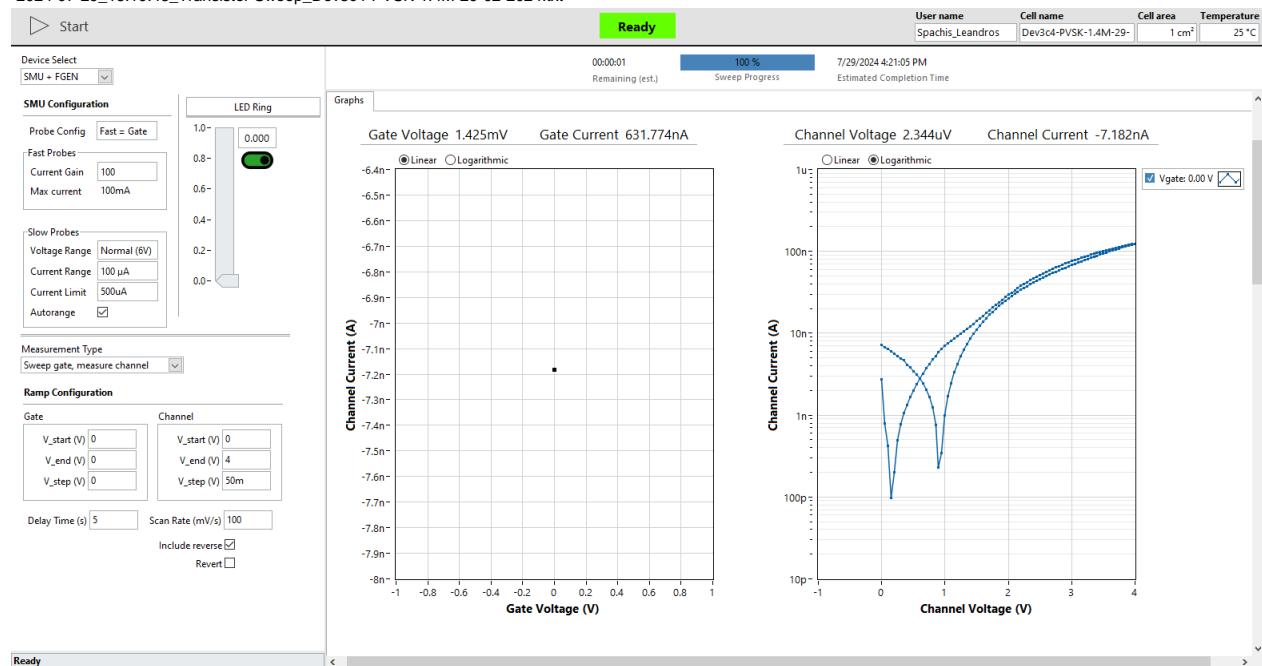 Start
Ready
User name
Cell name
Cell area
Temperature
Spachis_Leandros
Dev3c4-PVSK-1.4M-29-
1 cm²
25 °C
Device Select
SMU + FGEN
00:00:01
100 %
7/29/2024 4:21:05 PM
Remaining (est.)
Sweep Progress
Estimated Completion Time
SMU Configuration
Probe Config
Fast = Gate
Fast Probes
Current Gain
100
Max current
100mA
Slow Probes
Voltage Range
Normal (6V)
Current Range
100 µA
Current Limit
500uA
Autorange
LED Ring
0.000
1.0
0.8
0.6
0.4
0.2
0.0
Measurement Type
Sweep gate, measure channel
Ramp Configuration
Gate
Channel
V_start (V) 0
V_start (V) 0
V_end (V) 0
V_end (V) 4
V_step (V) 0
V_step (V) 50m
Delay Time (s) 5
Scan Rate (mV/s) 100
Include reverse
Revert
Ready
Graphs
Gate Voltage 1.425mV
Gate Current 631.774nA
Linear
Logarithmic
-6.4n
-6.5n
-6.6n
-6.7n
-6.8n
-6.9n
-7n
-7.1n
-7.2n
-7.3n
-7.4n
-7.5n
-7.6n
-7.7n
-7.8n
-7.9n
-8n
Channel Current (A)
-1 -0.8 -0.6 -0.4 -0.2 0 0.2 0.4 0.6 0.8 1
Gate Voltage (V)
Channel Voltage 2.344uV
Channel Current -7.182nA
Linear
Logarithmic
1u
100n
10n
1n
100p
10p
Channel Current (A)
-1 0 1 2 3 4
Channel Voltage (V)
Vgate: 0.00 V